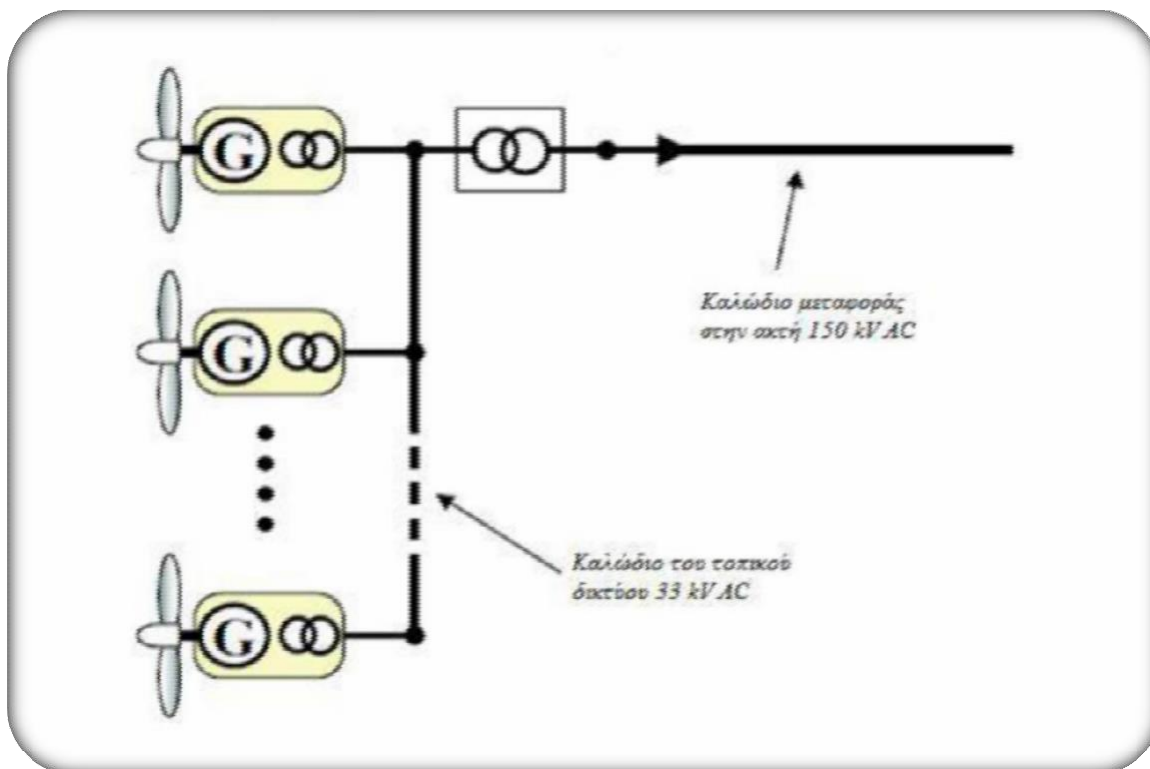 G
Καλώδιο μεταφοράς
στην ακτή 150 kV AC
G
Καλώδιο του τοπικού
δικτύου 33 kV AC
G